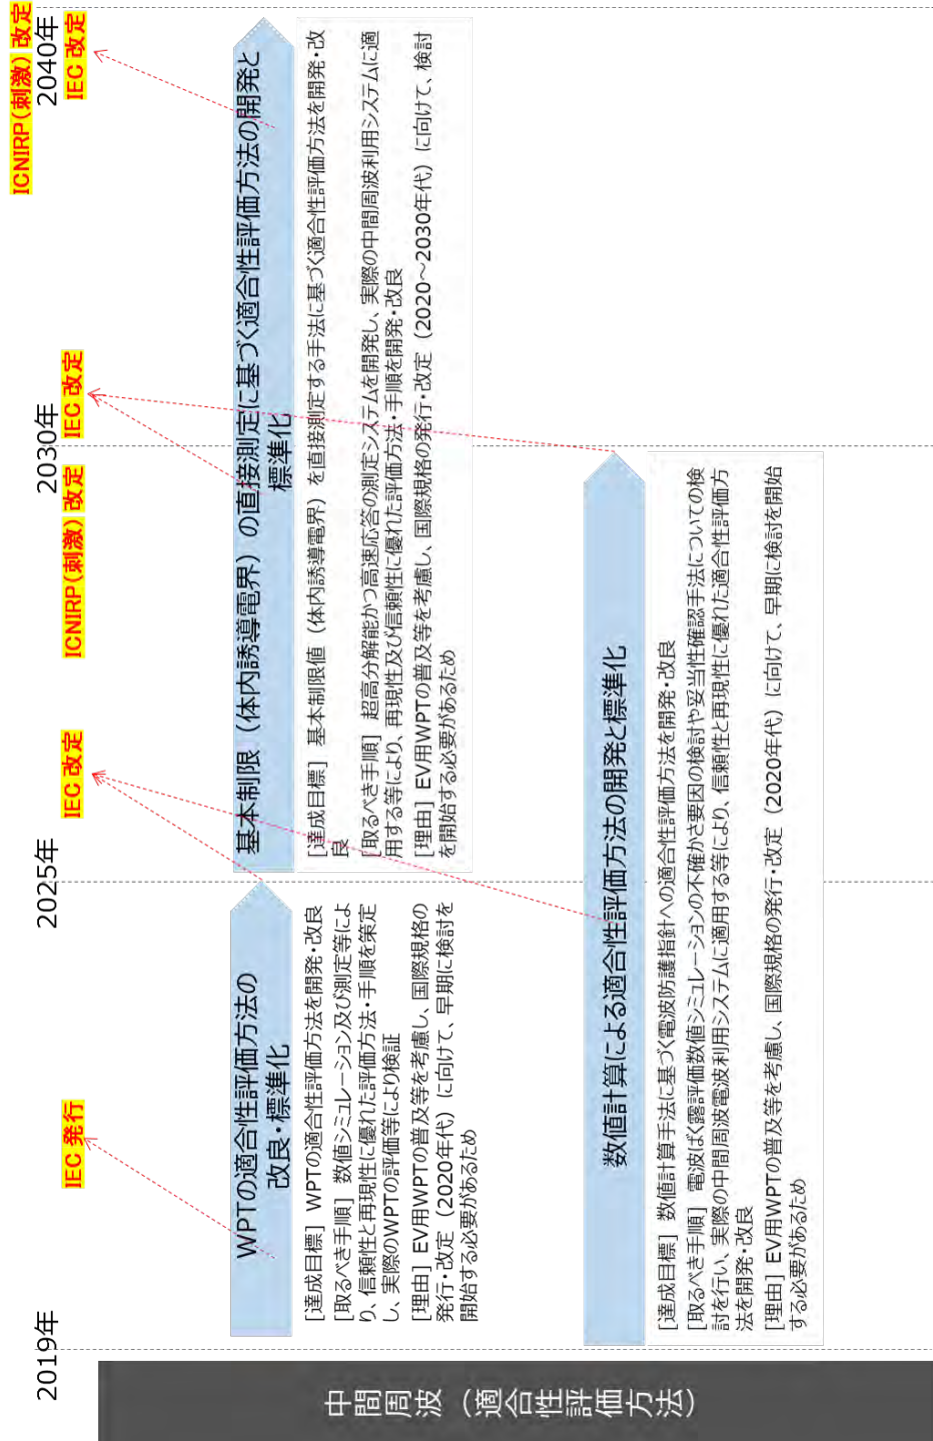 中間周波（適合性評価方法）
2019年
2025年
2030年
2040年
IEC 発行
IEC 改定
ICNIRP(刺激) 改定
IEC 改定
ICNIRP(刺激) 改定
IEC 改定
WPTの適合性評価方法の
改良・標準化
[達成目標] WPTの適合性評価方法を開発・改良
[取るべき手順] 数値シミュレーション及び測定等によ
り、信頼性と再現性に優れた評価方法・手順を策定
し、実際のWPTの評価等により検証
[理由] EV用WPTの普及等を考慮し、国際規格の
発行・改定（2020年代）に向けて、早期に検討を
開始する必要があるため
基本制限（体内誘導電界）の直接測定に基づく適合性評価方法の開発と
標準化
[達成目標] 基本制限値（体内誘導電界）を直接測定する手法に基づく適合性評価方法を開発・改
良
[取るべき手順] 超高分解能かつ高速応答の測定システムを開発し、実際の中間周波利用システムに適
用する等により、再現性及び信頼性に優れた評価方法・手順を開発・改良
[理由] EV用WPTの普及等を考慮し、国際規格の発行・改定（2020～2030年代）に向けて、検討
を開始する必要があるため
数値計算による適合性評価方法の開発と標準化
[達成目標] 数値計算手法に基づく電波防護指針への適合性評価方法を開発・改良
[取るべき手順] 電波ばく露評価数値シミュレーションの不確かさ要因の検討や妥当性確認手法についての検
討を行い、実際の中間周波電波利用システムに適用する等により、信頼性と再現性に優れた適合性評価方
法を開発・改良
[理由] EV用WPTの普及等を考慮し、国際規格の発行・改定（2020年代）に向けて、早期に検討を開始
する必要があるため